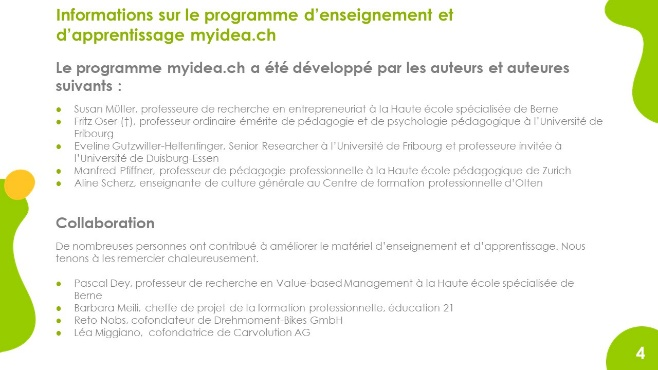 Informations sur le programme d'enseignement et
d'apprentissage myidea.ch
Le programme myidea.ch a été développé par les auteurs et auteures
suivants :
● Susan Müller, professeure de recherche en entrepreneuriat à la Haute école spécialisée de Berne
● Fritz Oser (†), professor ordinaire émérite de pédagogie et de psychologie pédagogique à l'Université de
Fribourg
● Eveline Gutzwiller-Helfenfinger, Senior Researcher à l'Université de Fribourg et professeure invitée à
l'Université de Duisburg-Essen
● Manfred Pfiffner, professeur de pédagogie professionnelle à la Haute école pédagogique de Zurich
● Aline Scherz, enseignante de culture générale au Centre de formation professionnelle d'Olten
Collaboration
De nombreuses personnes ont contribué à améliorer le matériel d'enseignement et d'apprentissage. Nous
tenons à les remercier chaleureusement.
● Pascal Dey, professeur de recherche en Value-based Management à la Haute école spécialisée de
Berne
● Barbara Meili, cheffe de projet de la formation professionnelle, éducation 21
● Reto Nobs, cofondateur de Drehmoment-Bikes GmbH
● Léa Miggiano, cofondatrice de Carvolution AG
4